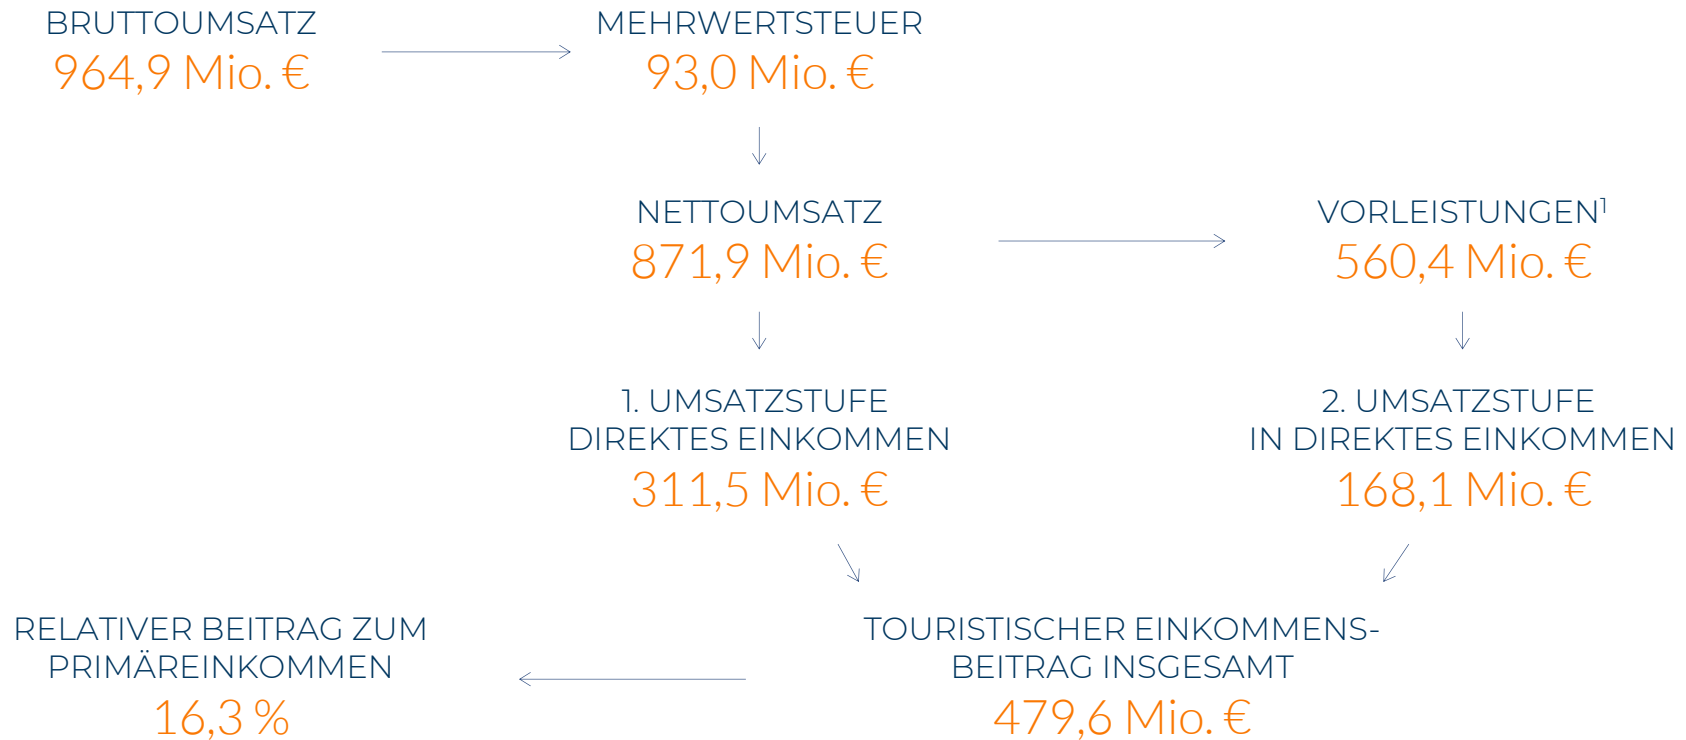 BRUTTOUMSATZ
964,9 Mio. €
MEHRWERTSTEUER
93,0 Mio. €
NETTOUMSATZ
871,9 Mio. €
VORLEISTUNGEN¹
560,4 Mio. €
1. UMSATZSTUFE
DIREKTES EINKOMMEN
311,5 Mio. €
2. UMSATZSTUFE
IN DIREKTES EINKOMMEN
168,1 Mio. €
RELATIVER BEITRAG ZUM
PRIMÄREINKOMMEN
16,3 %
TOURISTISCHER EINKOMMENS-
BEITRAG INSGESAMT
479,6 Mio. €